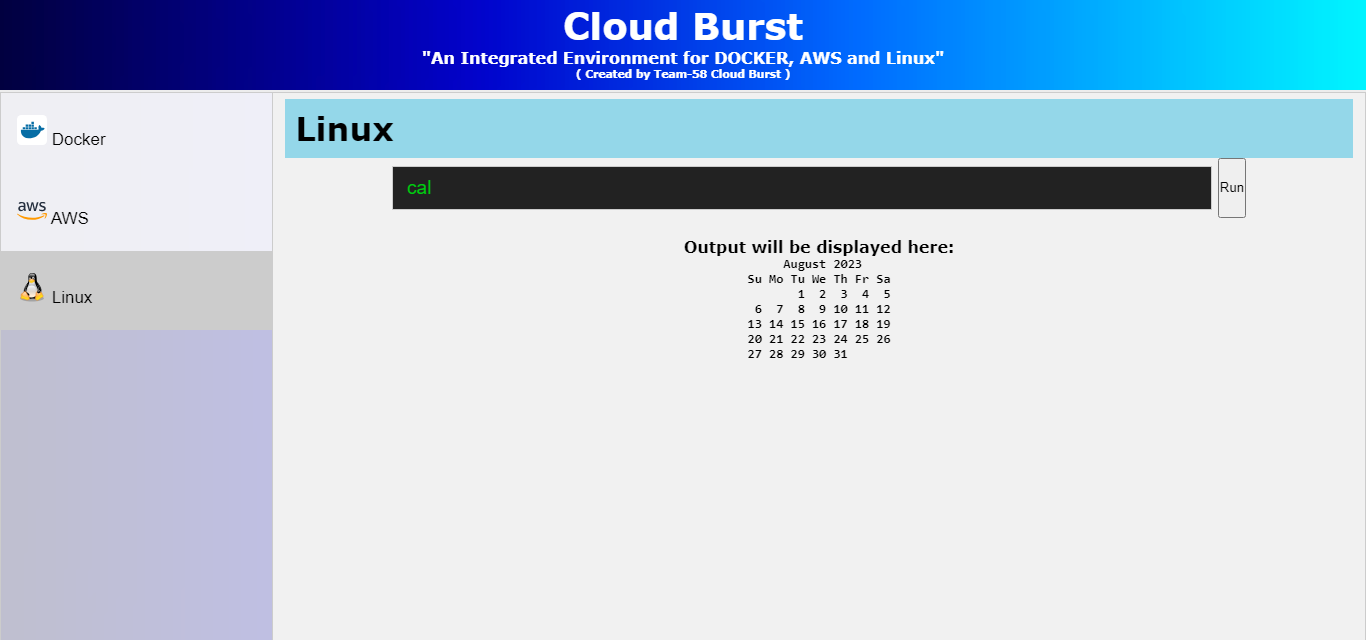 Cloud Burst
"An Integrated Environment for DOCKER, AWS and Linux"
( Created by Team-58 Cloud Burst )
Docker
aws AWS
Linux
Linux
cal
Run
Output will be displayed here:
August 2023
Su Mo Tu We Th Fr Sa
1 2 3 4 5
6 7 8 9 10 11 12
13 14 15 16 17 18 19
20 21 22 23 24 25 26
27 28 29 30 31